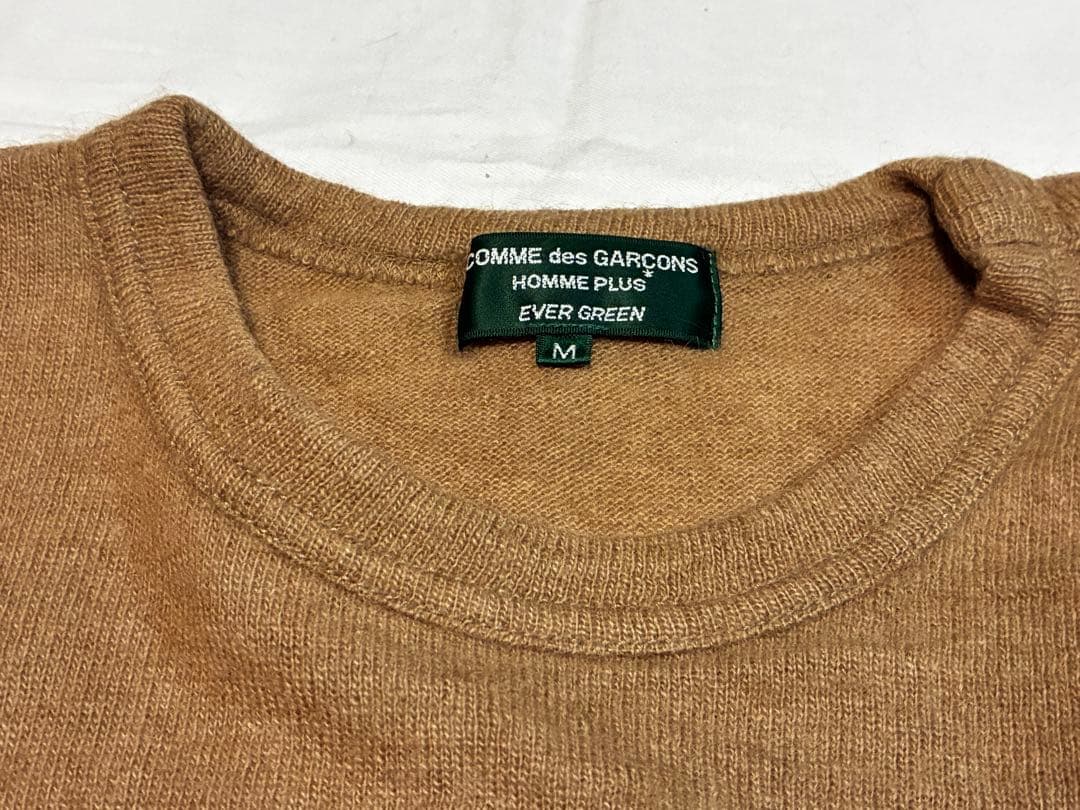 COMME des GARÇONS
HOMME PLUS*
EVER GREEN
M